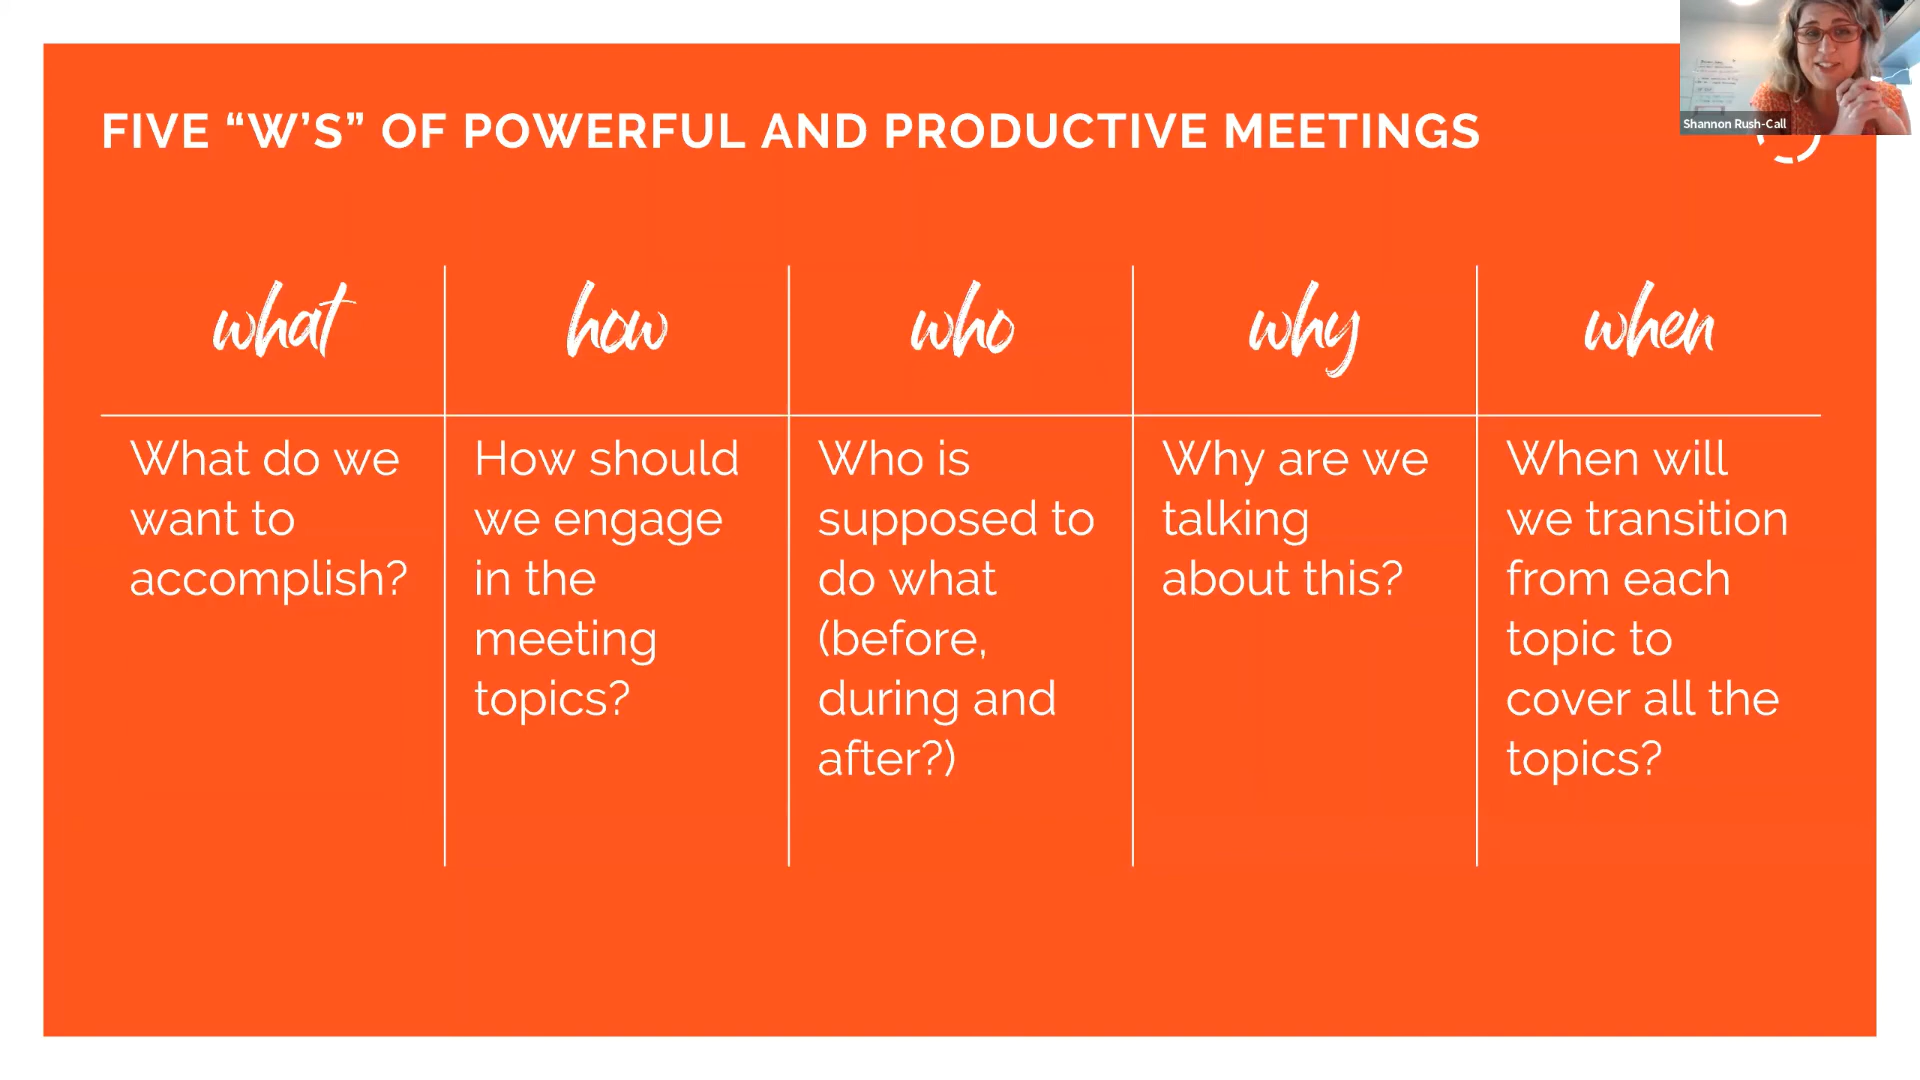 FIVE “W’S” OF POWERFUL AND PRODUCTIVE MEETINGS
Shannon Rush-Call
what
how
who
why
when
What do we
want to
accomplish?
How should
we engage
in the
meeting
topics?
Who is
supposed to
do what
(before,
during and
after?)
Why are we
talking
about this?
When will
we transition
from each
topic to
cover all the
topics?